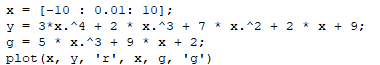 x = [-10 : 0.01: 10];
y = 3*x.^4 + 2 * x.^3 + 7 * x.^2 + 2 * x + 9;
g = 5 * x.^3 + 9 * x + 2;
plot(x, y, 'r', x, g, 'g')